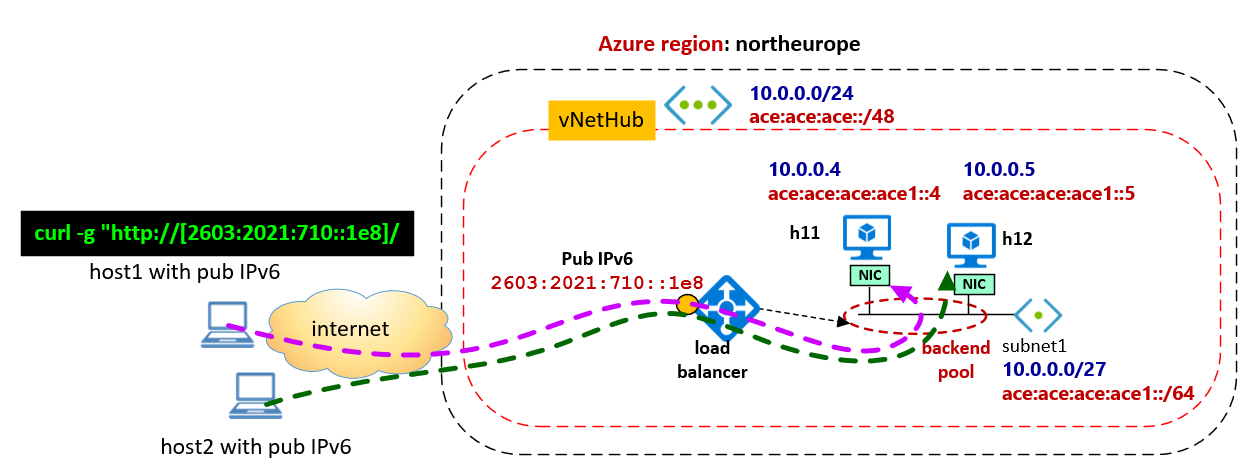 Azure region: northeurope
10.0.0.0/24
ace:ace:ace::/48
vNetHub
10.0.0.4
ace:ace:ace:ace1::4
10.0.0.5
ace:ace:ace:ace1::5
curl -g "http://[2603:2021:710::1e8]/
host1 with pub IPv6
h11
h12
NIC
NIC
Pub IPv6
2603:2021:710::1e8
internet
load
balancer
backend
pool
subnet1
10.0.0.0/27
ace:ace:ace:ace1::/64
host2 with pub IPv6